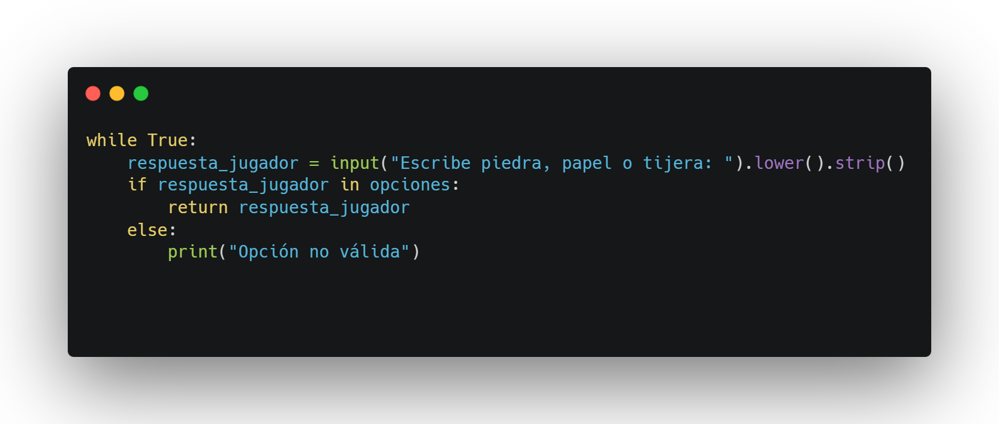 while True:
    respuesta_jugador = input("Escribe piedra, papel o tijera: ").lower().strip()
    if respuesta_jugador in opciones:
        return respuesta_jugador
    else:
        print("Opción no válida")